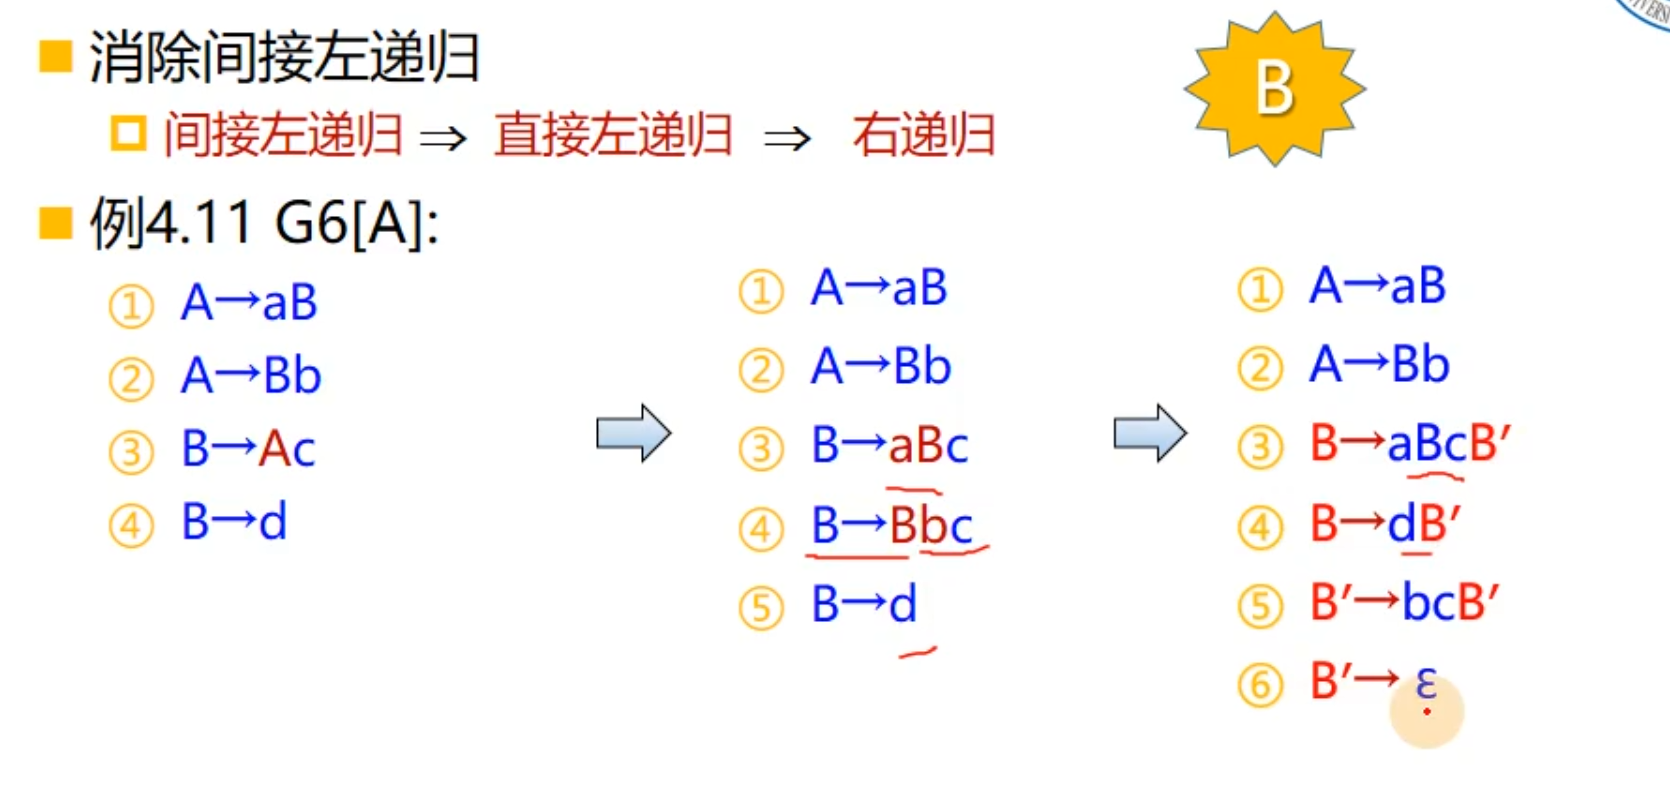 消除间接左递归
间接左递归 ⇒ 直接左递归 ⇒ 右递归
B
例4.11 G6[A]:
① A→aB
② A→Bb
③ B→Ac
④ B→d
① A→aB
② A→Bb
③ B→aBc
④ B→Bbc
⑤ B→d
① A→aB
② A→Bb
③ B→aBcB′
④ B→dB′
⑤ B′→bcB′
⑥ B′→ ε